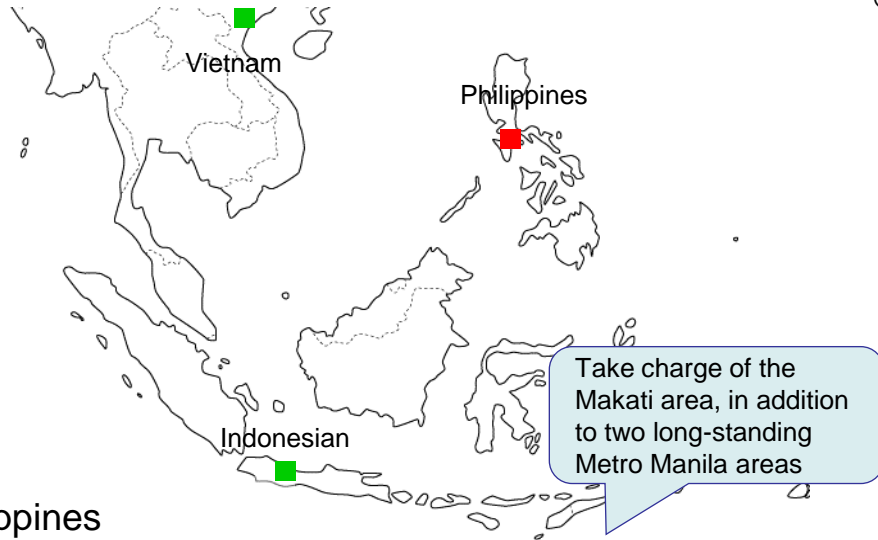 Vietnam
Philippines
Take charge of the
Makati area, in addition
to two long-standing
Metro Manila areas
Indonesian
opines